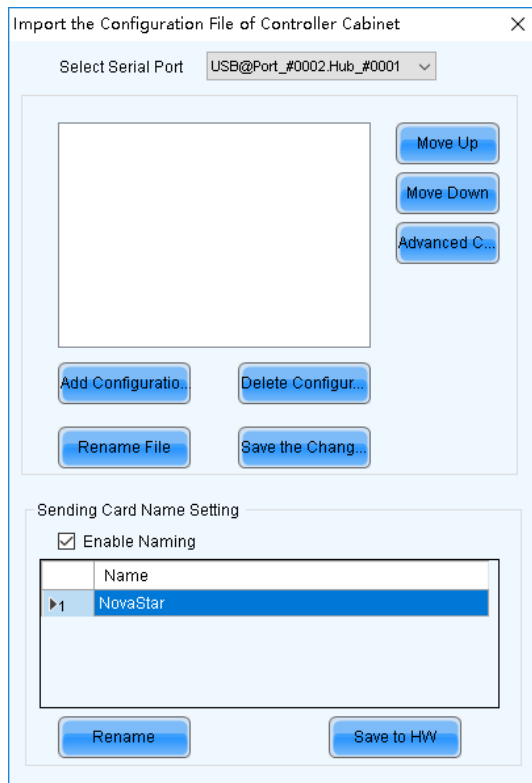 Import the Configuration File of Controller Cabinet
Select Serial Port USB@Port_#0002.Hub_#0001
Move Up
Move Down
Advanced C...
Add Configuratio... Delete Configur...
Rename File Save the Chang...
Sending Card Name Setting
Enable Naming
Name
1 NovaStar
Rename Save to HW